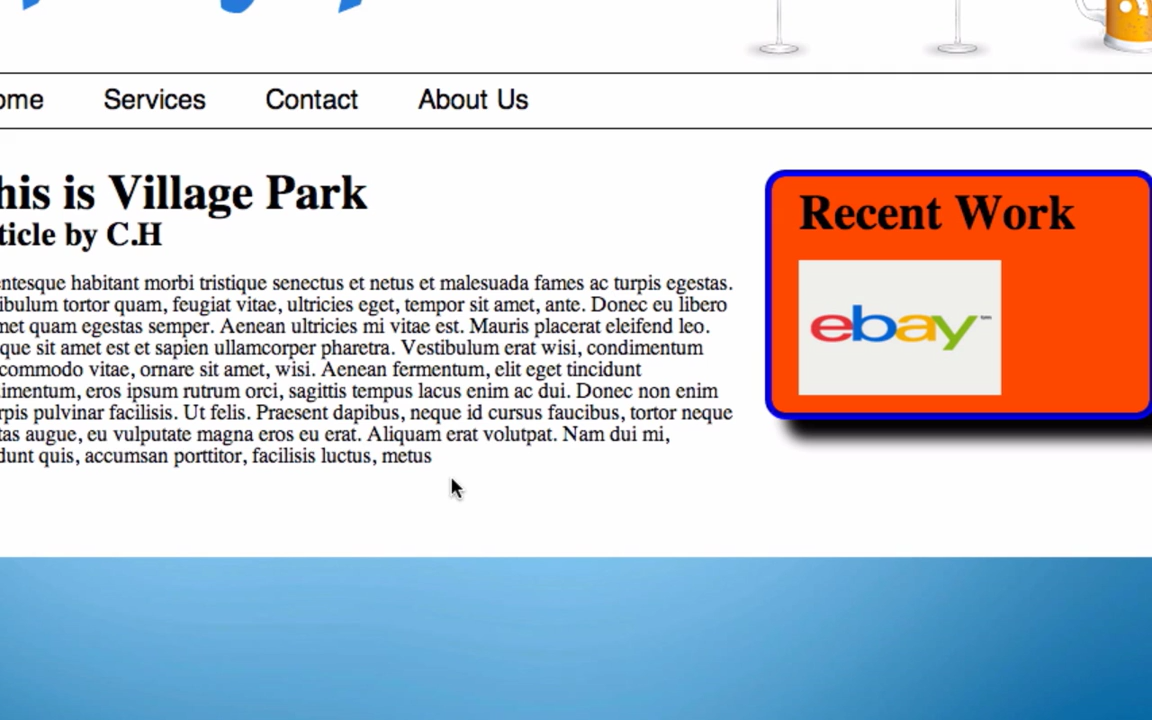 ome Services Contact About Us
his is Village Park
ticle by C.H
ntesque habitant morbi tristique senectus et netus et malesuada fames ac turpis egestas.
ibulum tortor quam, feugiat vitae, ultricies eget, tempor sit amet, ante. Donec eu libero
met quam egestas semper. Aenean ultricies mi vitae est. Mauris placerat eleifend leo.
que sit amet est et sapien ullamcorper pharetra. Vestibulum erat wisi, condimentum
commodo vitae, ornare sit amet, wisi. Aenean fermentum, elit eget tincidunt
imentum, eros ipsum rutrum orci, sagittis tempus lacus enim ac dui. Donec non enim
rpis pulvinar facilisis. Ut felis. Praesent dapibus, neque id cursus faucibus, tortor neque
tas augue, eu vulputate magna eros eu erat. Aliquam erat volutpat. Nam dui mi,
dunt quis, accumsan porttitor, facilisis luctus, metus
Recent Work
ebay™